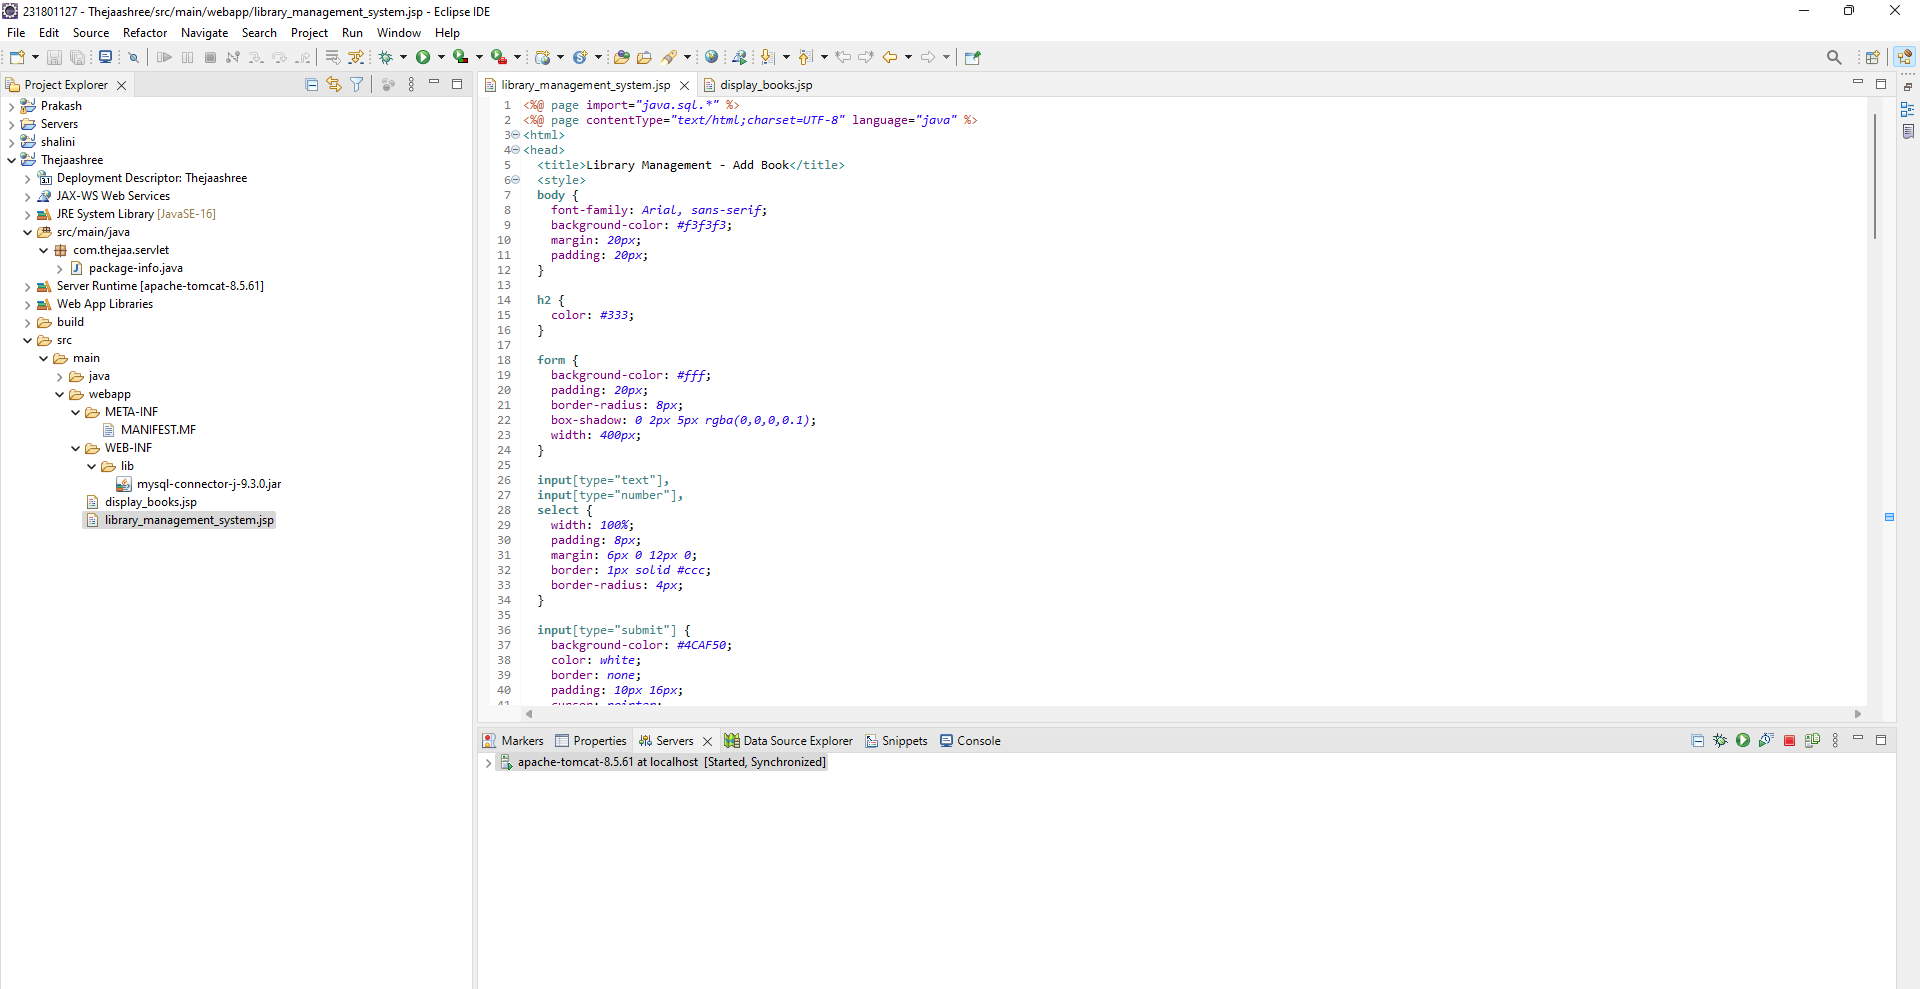 231801127 - Thejaashree/src/main/webapp/library_management_system.jsp - Eclipse IDE
File Edit Source Refactor Navigate Search Project Run Window Help
Project Explorer
Prakash
Servers
shalini
Thejaashree
Deployment Descriptor: Thejaashree
JAX-WS Web Services
JRE System Library [JavaSE-16]
src/main/java
com.thejaa.servlet
package-info.java
Server Runtime [apache-tomcat-8.5.61]
Web App Libraries
build
src
main
java
webapp
META-INF
MANIFEST.MF
WEB-INF
lib
mysql-connector-j-9.3.0.jar
display_books.jsp
library_management_system.jsp
library_management_system.jsp display_books.jsp
1 <%@ page import="java.sql.*" %>
2 <%@ page contentType="text/html;charset=UTF-8" language="java" %>
3 <html>
4 <head>
5 <title>Library Management - Add Book</title>
6 <style>
7 body {
8 font-family: Arial, sans-serif;
9 background-color: #f3f3f3;
10 margin: 20px;
11 padding: 20px;
12 }
13
14 h2 {
15 color: #333;
16 }
17
18 form {
19 background-color: #fff;
20 padding: 20px;
21 border-radius: 8px;
22 box-shadow: 0 2px 5px rgba(0,0,0,0.1);
23 width: 400px;
24 }
25
26 input[type="text"],
27 input[type="number"],
28 select {
29 width: 100%;
30 padding: 8px;
31 margin: 6px 0 12px 0;
32 border: 1px solid #ccc;
33 border-radius: 4px;
34 }
35
36 input[type="submit"] {
37 background-color: #4CAF50;
38 color: white;
39 border: none;
40 padding: 10px 16px;
41 cursor: pointer;
Markers Properties Servers Data Source Explorer Snippets Console
apache-tomcat-8.5.61 at localhost [Started, Synchronized]